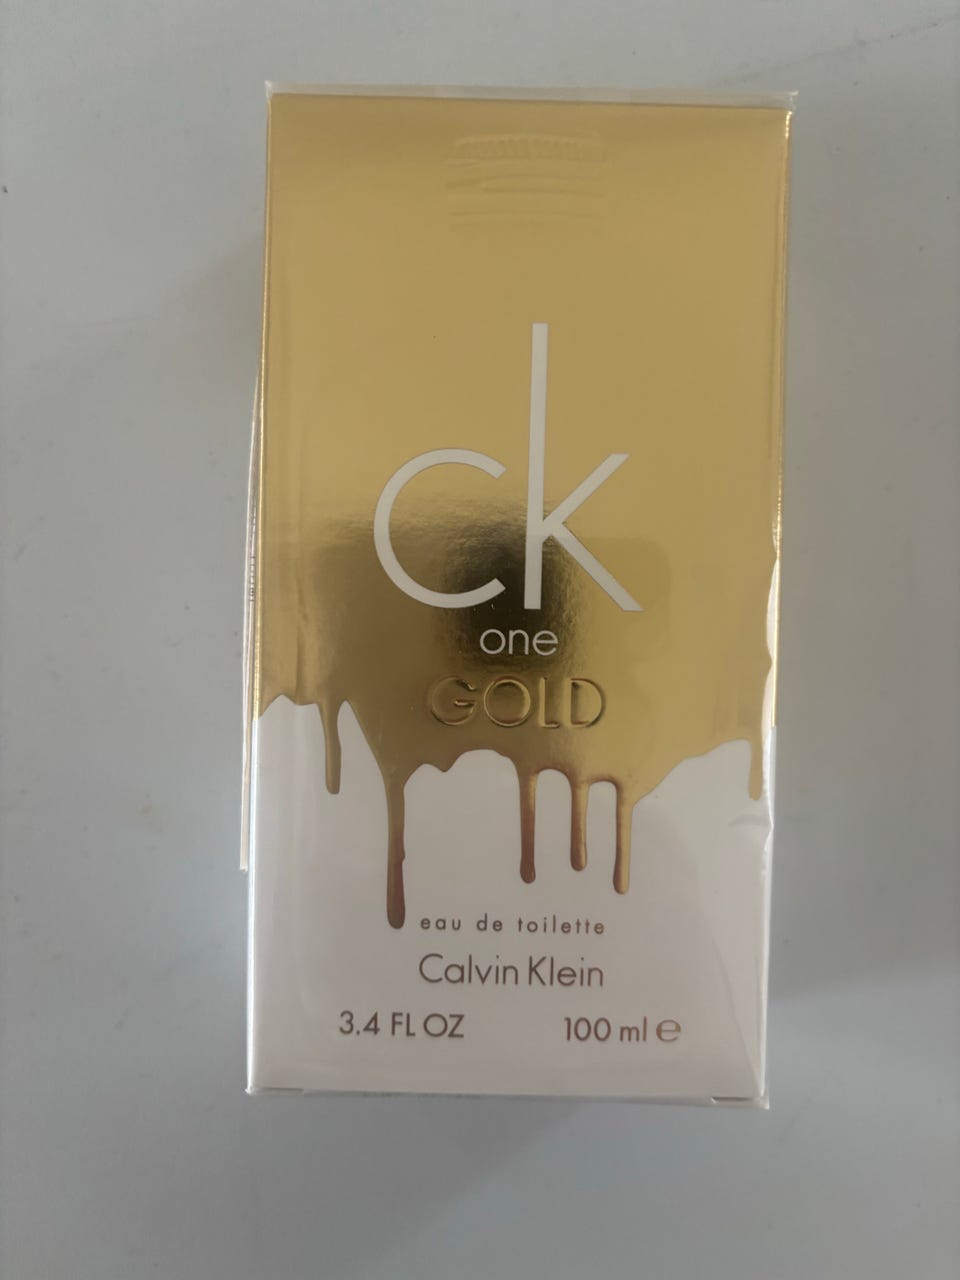 ck
one
GOLD
eau de toilette
Calvin Klein
3.4 FL OZ 100 ml e